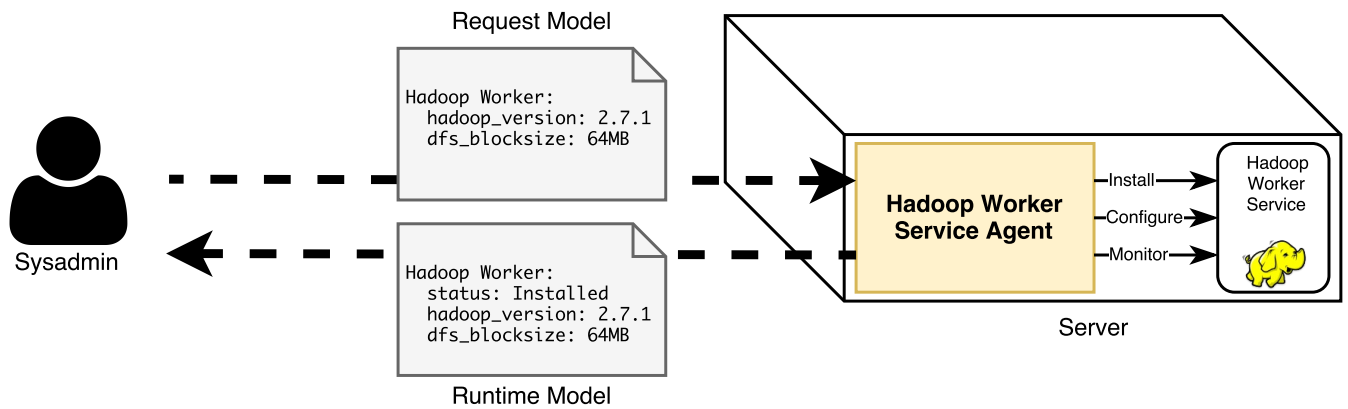 Request Model
Hadoop Worker:
hadoop_version: 2.7.1
dfs_blocksize: 64MB
Sysadmin
Hadoop Worker:
status: Installed
hadoop_version: 2.7.1
dfs_blocksize: 64MB
Runtime Model
Hadoop Worker
Service Agent
Install
Configure
Monitor
Hadoop
Worker
Service
Server